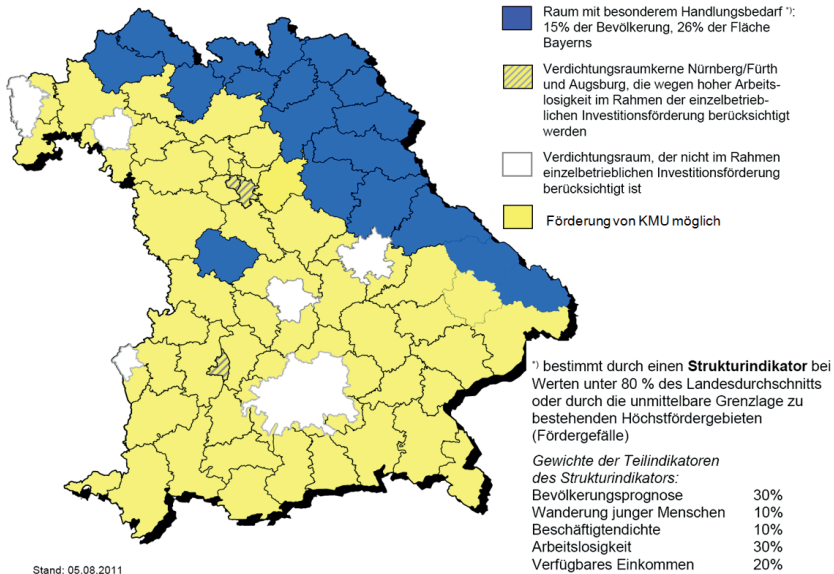 Raum mit besonderem Handlungsbedarf *):
15% der Bevölkerung, 26% der Fläche
Bayerns
Verdichtungsraumkerne Nürnberg/Fürth
und Augsburg, die wegen hoher Arbeits-
losigkeit im Rahmen der einzelbetrieb-
lichen Investitionsförderung berücksichtigt
werden
Verdichtungsraum, der nicht im Rahmen
einzelbetrieblichen Investitionsförderung
berücksichtigt ist
Förderung von KMU möglich
*) bestimmt durch einen Strukturindikator bei
Werten unter 80 % des Landesdurchschnitts
oder durch die unmittelbare Grenzlage zu
bestehenden Höchstfördergebieten
(Fördergefälle)
Gewichte der Teilindikatoren
des Strukturindikators:
Bevölkerungsprognose 30%
Wanderung junger Menschen 10%
Beschäftigtendichte 10%
Arbeitslosigkeit 30%
Verfügbares Einkommen 20%
Stand: 05.08.2011